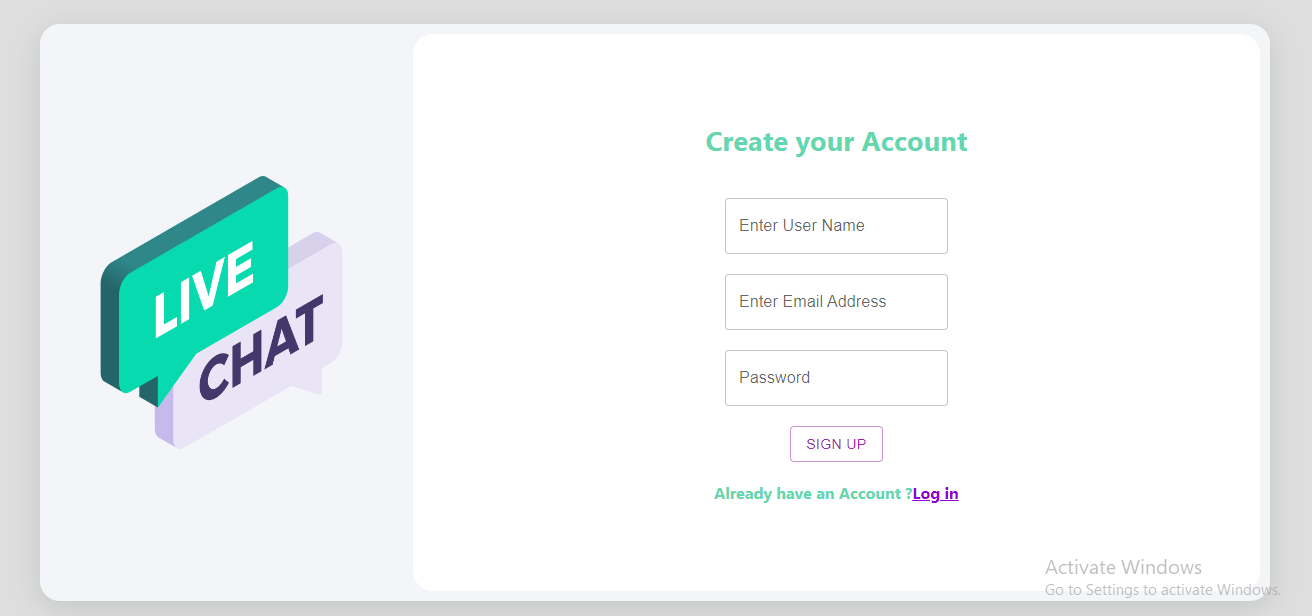 LIVE
CHAT
Create your Account
Enter User Name
Enter Email Address
Password
SIGN UP
Already have an Account ?Log in
Activate Windows
Go to Settings to activate Windows.